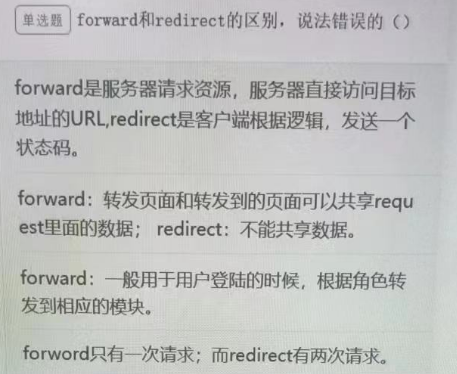 单选题 forward和redirect的区别，说法错误的（）
forward是服务器请求资源，服务器直接访问目标
地址的URL,redirect是客户端根据逻辑，发送一个
状态码。
forward：转发页面和转发到的页面可以共享requ
est里面的数据； redirect：不能共享数据。
forward：一般用于用户登陆的时候，根据角色转
发到相应的模块。
forword只有一次请求；而redirect有两次请求。